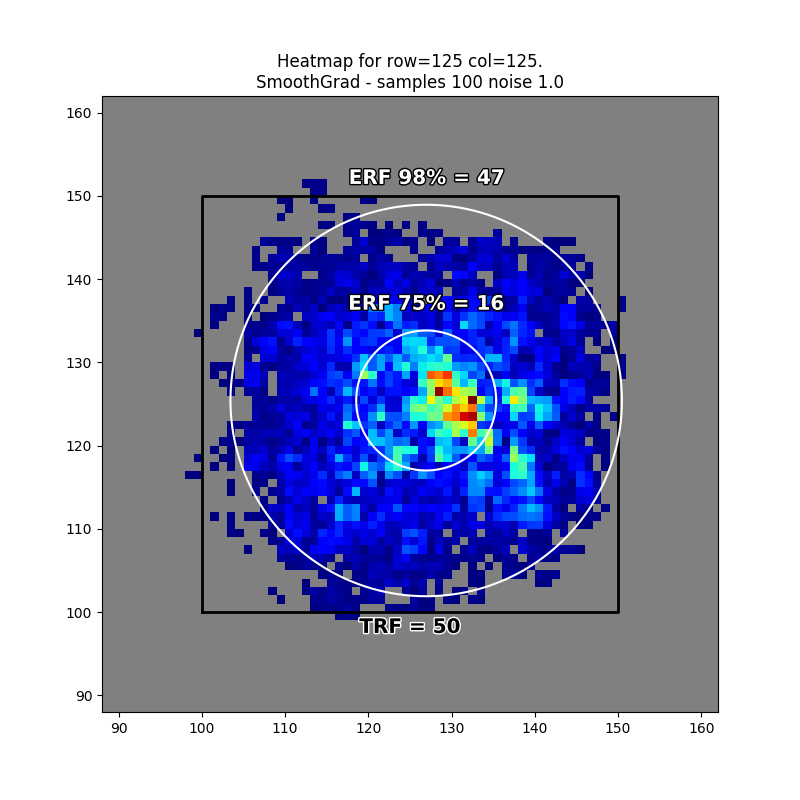 Heatmap for row=125 col=125.
SmoothGrad - samples 100 noise 1.0
160
150
140
130
120
110
100
90
ERF 98% = 47
ERF 75% = 16
TRF = 50
90 100 110 120 130 140 150 160